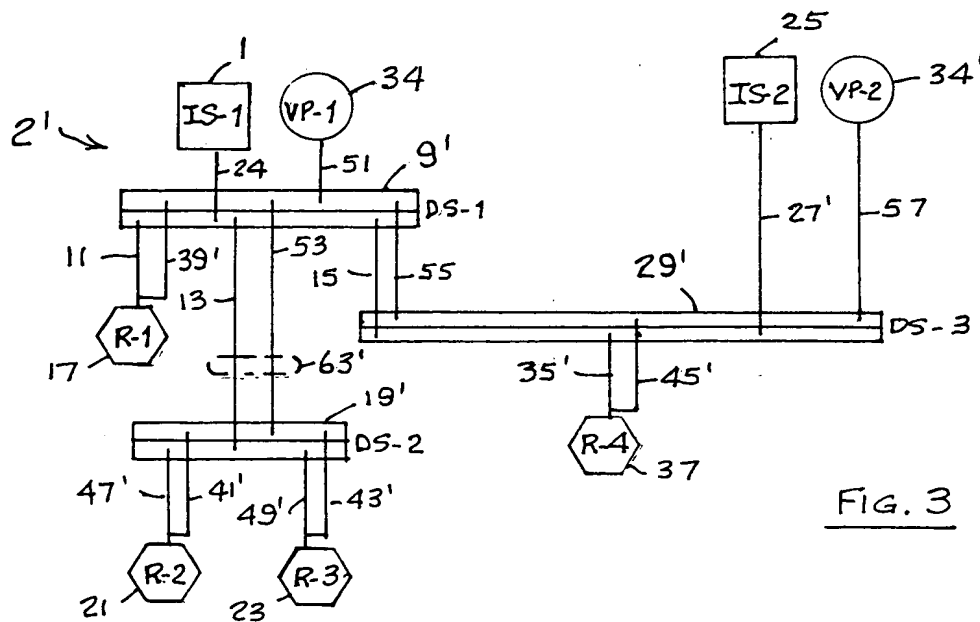 1
25
34
34'
IS-1
VP-1
IS-2
VP-2
2'
24
51
9'
DS-1
27'
57
11
39'
53
13
15
55
29'
DS-3
R-1
17
63'
35'
45'
19'
DS-2
R-4
37
47'
41'
49'
43'
FIG. 3
R-2
R-3
21
23